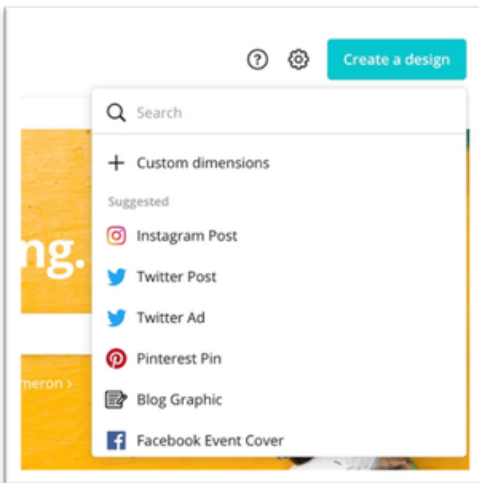 Create a design
Search
Custom dimensions
Suggested
Instagram Post
ng.
Twitter Post
Twitter Ad
Pinterest Pin
meron >
Blog Graphic
Facebook Event Cover